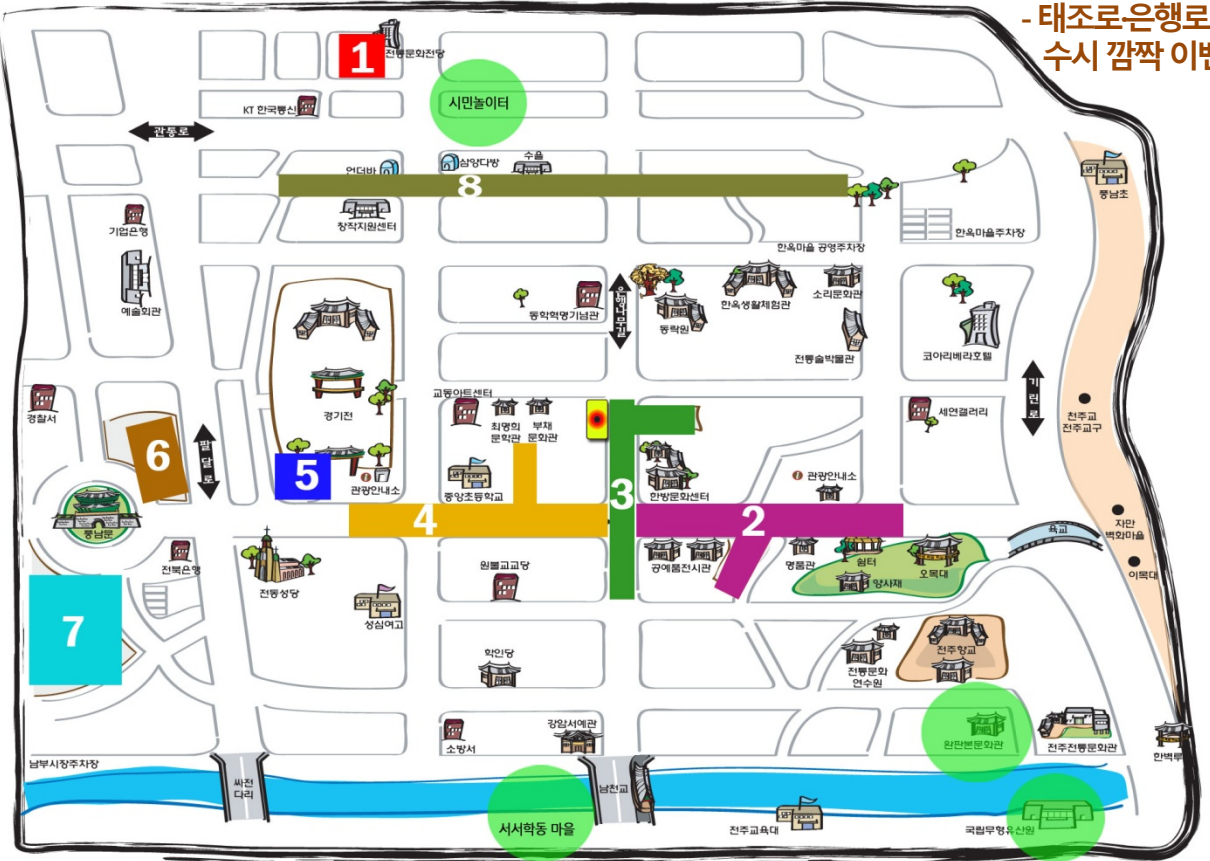 - 태조로·은행로
수시 깜짝 이벤
1
전통문화전당
시민놀이터
KT 한국통신
관통로
언더바
삼양다방
수을
8
풍남초
기업은행
창작지원센터
한옥마을주차장
한옥마을 공영주차장
예술회관
동학혁명기념관
은행나무길
동락원
한옥생활체험관
소리문화관
전통술박물관
코아리베라호텔
경기전
교동아트센터
최명희
문학관
부채
문화관
기린로
세연갤러리
천주교
전주교구
경찰서
6
팔달로
5
관광안내소
중앙초등학교
3
한방문화센터
관광안내소
4
2
풍남문
자만
벽화마을
육교
전북은행
전동성당
원불교교당
공예품전시관
명품관
쉼터
양사재
오목대
이목대
7
성심여고
학인당
전통문화
연수원
전주향교
소방서
강암서예관
완판본문화관
전주전통문화관
한벽루
남부시장주차장
싸전
다리
남천교
서서학동 마을
전주교육대
국립무형유산원